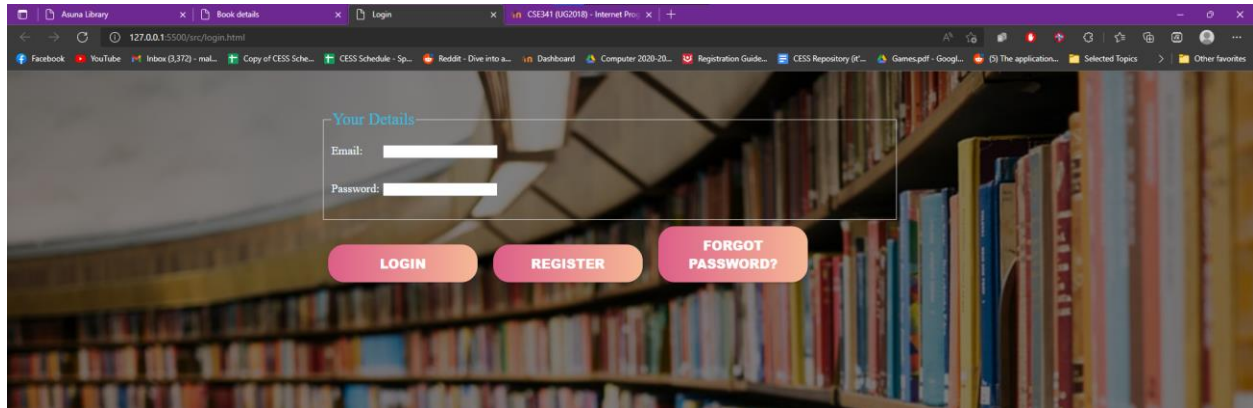 Asuna Library
Book details
Login
CSE341 (UG2018) - Internet Prog
127.0.0.1:5500/src/login.html
Facebook
YouTube
Inbox (3,372) - mal...
Copy of CESS Sche...
CESS Schedule - Sp...
Reddit - Dive into a...
Dashboard
Computer 2020-20...
Registration Guide...
CESS Repository (it'...
Games.pdf - Googl...
(5) The application...
Selected Topics
Other favorites
Your Details
Email:
Password:
LOGIN
REGISTER
FORGOT
PASSWORD?